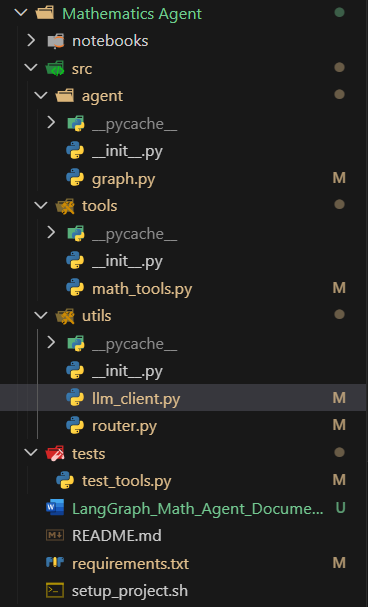 Mathematics Agent
notebooks
src
agent
__pycache__
__init__.py
graph.py M
tools
__pycache__
__init__.py
math_tools.py M
utils
__pycache__
__init__.py
llm_client.py M
router.py M
tests
test_tools.py M
LangGraph_Math_Agent_Docume... U
README.md
requirements.txt M
setup_project.sh